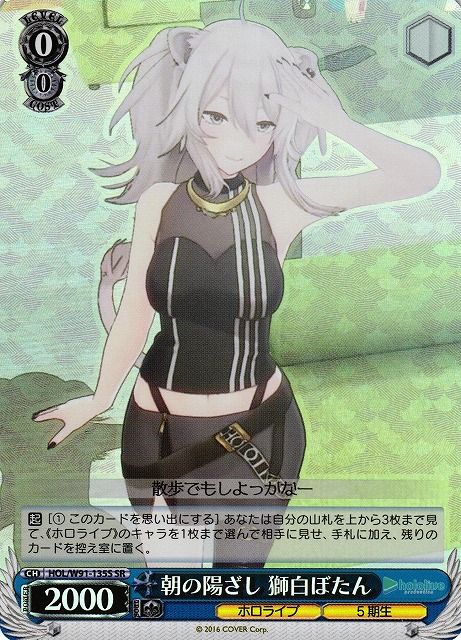 LEVEL
0
0
COST
散歩でもしよっかなー
起 [① このカードを思い出にする] あなたは自分の山札を上から3枚まで見
て、《ホロライブ》のキャラを1枚まで選んで相手に見せ、手札に加え、残りの
カードを控え室に置く。
CH HOL/W91-135S SR
POWER
2000
朝の陽ざし 獅白ぼたん
hololive
production
ホロライブ
5期生
© 2016 COVER Corp.
HOLOLIV